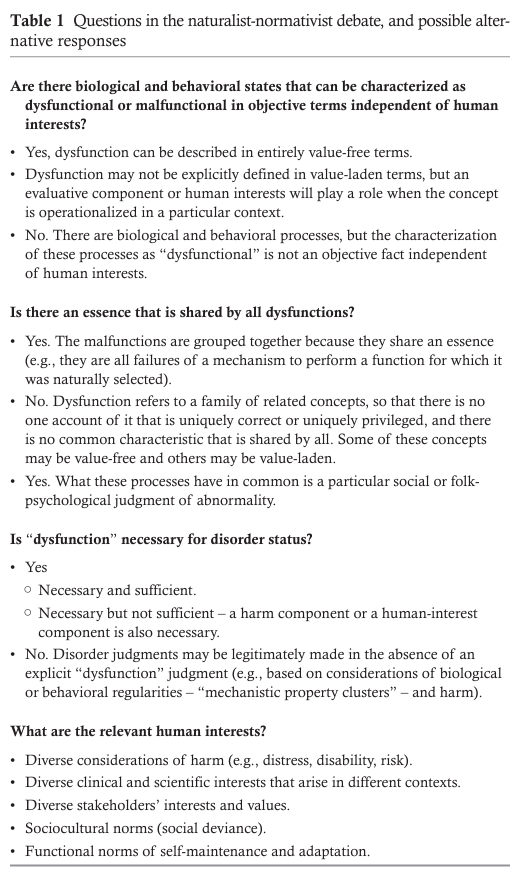 Table 1 Questions in the naturalist-normativist debate, and possible alter-
native responses
Are there biological and behavioral states that can be characterized as
dysfunctional or malfunctional in objective terms independent of human
interests?
• Yes, dysfunction can be described in entirely value-free terms.
• Dysfunction may not be explicitly defined in value-laden terms, but an
evaluative component or human interests will play a role when the concept
is operationalized in a particular context.
• No. There are biological and behavioral processes, but the characterization
of these processes as “dysfunctional” is not an objective fact independent
of human interests.
Is there an essence that is shared by all dysfunctions?
• Yes. The malfunctions are grouped together because they share an essence
(e.g., they are all failures of a mechanism to perform a function for which it
was naturally selected).
• No. Dysfunction refers to a family of related concepts, so that there is no
one account of it that is uniquely correct or uniquely privileged, and there
is no common characteristic that is shared by all. Some of these concepts
may be value-free and others may be value-laden.
• Yes. What these processes have in common is a particular social or folk-
psychological judgment of abnormality.
Is “dysfunction” necessary for disorder status?
• Yes
○ Necessary and sufficient.
○ Necessary but not sufficient – a harm component or a human-interest
component is also necessary.
• No. Disorder judgments may be legitimately made in the absence of an
explicit “dysfunction” judgment (e.g., based on considerations of biological
or behavioral regularities – “mechanistic property clusters” – and harm).
What are the relevant human interests?
• Diverse considerations of harm (e.g., distress, disability, risk).
• Diverse clinical and scientific interests that arise in different contexts.
• Diverse stakeholders’ interests and values.
• Sociocultural norms (social deviance).
• Functional norms of self-maintenance and adaptation.